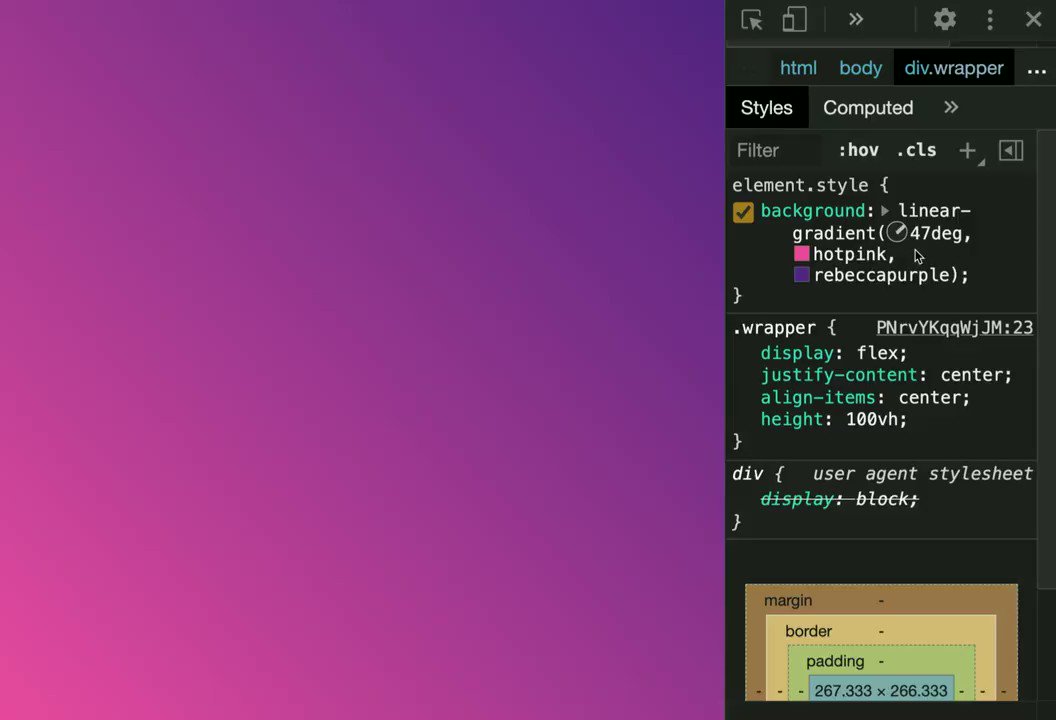 html body div.wrapper ...
Styles Computed
Filter :hov .cls
element.style {
background: linear-
gradient( 47deg,
hotpink,
rebeccapurple);
}
.wrapper { PNrvYKqqWjJM:23
display: flex;
justify-content: center;
align-items: center;
height: 100vh;
}
div { user agent stylesheet
display: block;
}
margin -
border -
padding -
- - - 267.333 × 266.333 - - -